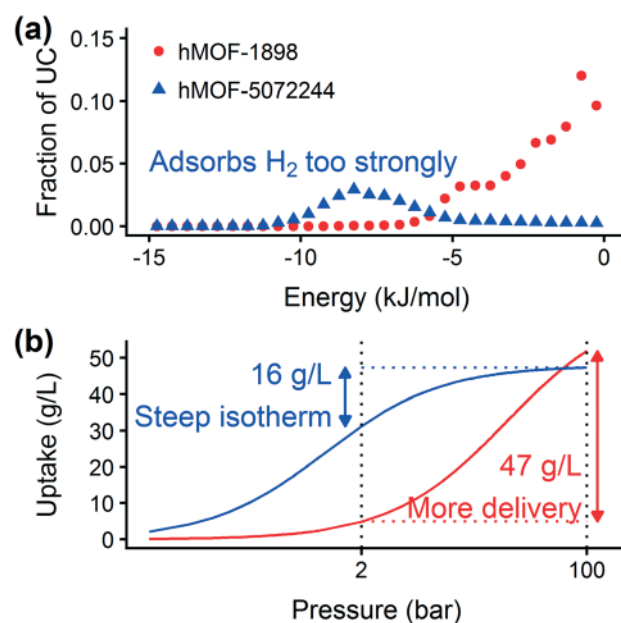 (a)
0.15
0.10
0.05
0.00
Fraction of UC
hMOF-1898
hMOF-5072244
Adsorbs H₂ too strongly
-15
-10
-5
0
Energy (kJ/mol)
(b)
50
40
30
20
10
0
Uptake (g/L)
16 g/L
Steep isotherm
47 g/L
More delivery
2
100
Pressure (bar)